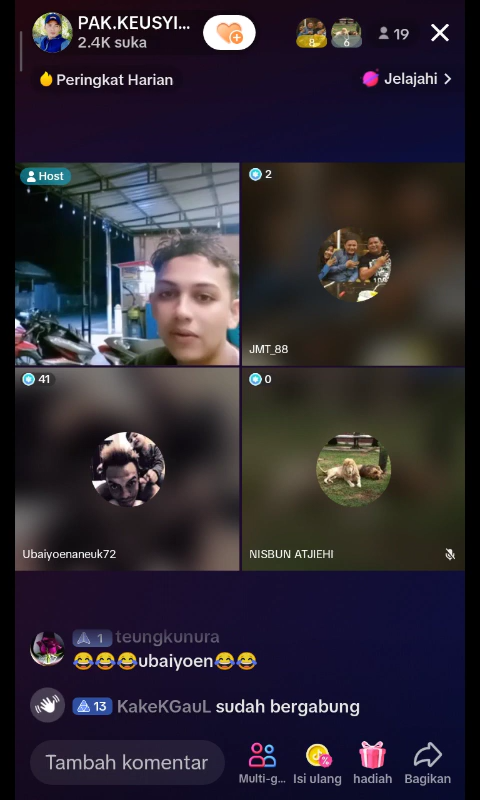 PAK.KEUSYI...
2.4K suka
8
6
19
Peringkat Harian
Jelajahi
Host
2
JMT_88
41
0
Ubaiyoenaneuk72
NISBUN ATJIEHI
1 teungkunura
😂😂😂ubaiyoen😂😂
13 KakeKGauL sudah bergabung
Tambah komentar
Multi-g...
Isi ulang
hadiah
Bagikan